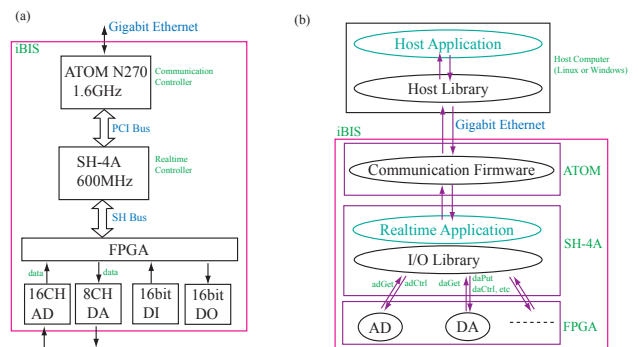 (a)
Gigabit Ethernet
iBIS
ATOM N270
1.6GHz
Communication
Controller
PCI Bus
SH-4A
600MHz
Realtime
Controller
SH Bus
FPGA
data
data
16CH
AD
8CH
DA
16bit
DI
16bit
DO
(b)
Host Application
Host Library
Host Computer
(Linux or Windows)
Gigabit Ethernet
iBIS
Communication Firmware
ATOM
Realtime Application
I/O Library
SH-4A
adGet
adCtrl
daGet
daPut
daCtrl, etc
AD
DA
FPGA